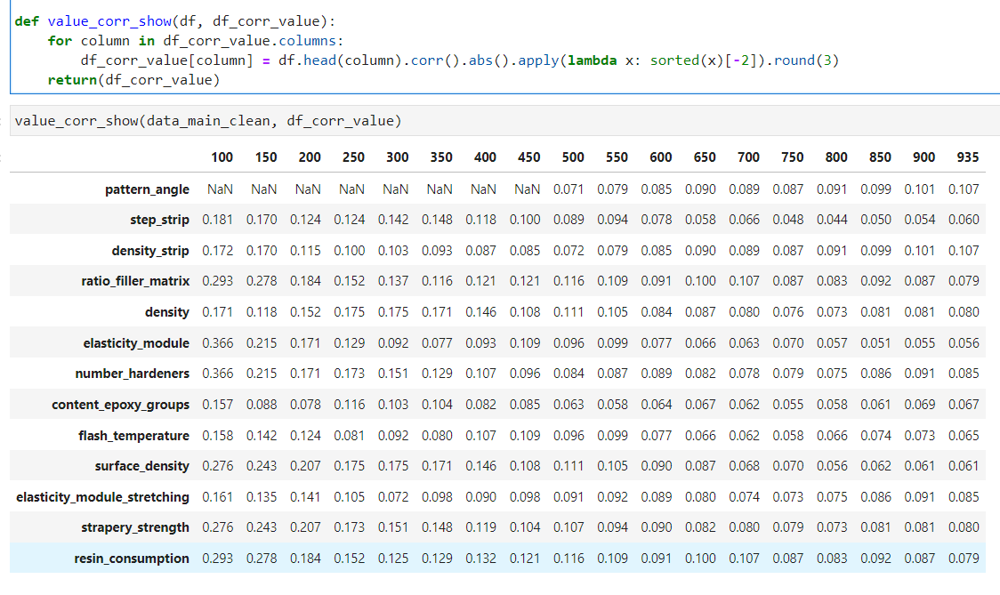 def value_corr_show(df, df_corr_value):
    for column in df_corr_value.columns:
        df_corr_value[column] = df.head(column).corr().abs().apply(lambda x: sorted(x)[-2]).round(3)
    return(df_corr_value)
value_corr_show(data_main_clean, df_corr_value)
100 150 200 250 300 350 400 450 500 550 600 650 700 750 800 850 900 935
pattern_angle NaN NaN NaN NaN NaN NaN NaN NaN 0.071 0.079 0.085 0.090 0.089 0.087 0.091 0.099 0.101 0.107
step_strip 0.181 0.170 0.124 0.124 0.142 0.148 0.118 0.100 0.089 0.094 0.078 0.058 0.066 0.048 0.044 0.050 0.054 0.060
density_strip 0.172 0.170 0.115 0.100 0.103 0.093 0.087 0.085 0.072 0.079 0.085 0.090 0.089 0.087 0.091 0.099 0.101 0.107
ratio_filler_matrix 0.293 0.278 0.184 0.152 0.137 0.116 0.121 0.121 0.116 0.109 0.091 0.100 0.107 0.087 0.083 0.092 0.087 0.079
density 0.171 0.118 0.152 0.175 0.175 0.171 0.146 0.108 0.111 0.105 0.084 0.087 0.080 0.076 0.073 0.081 0.081 0.080
elasticity_module 0.366 0.215 0.171 0.129 0.092 0.077 0.093 0.109 0.096 0.099 0.077 0.066 0.063 0.070 0.057 0.051 0.055 0.056
number_hardeners 0.366 0.215 0.171 0.173 0.151 0.129 0.107 0.096 0.084 0.087 0.089 0.082 0.078 0.079 0.075 0.086 0.091 0.085
content_epoxy_groups 0.157 0.088 0.078 0.116 0.103 0.104 0.082 0.085 0.063 0.058 0.064 0.067 0.062 0.055 0.058 0.061 0.069 0.067
flash_temperature 0.158 0.142 0.124 0.081 0.092 0.080 0.107 0.109 0.096 0.099 0.077 0.066 0.062 0.058 0.066 0.074 0.073 0.065
surface_density 0.276 0.243 0.207 0.175 0.175 0.171 0.146 0.108 0.111 0.105 0.090 0.087 0.068 0.070 0.056 0.062 0.061 0.061
elasticity_module_stretching 0.161 0.135 0.141 0.105 0.072 0.098 0.090 0.098 0.091 0.092 0.089 0.080 0.074 0.073 0.075 0.086 0.091 0.085
strapery_strength 0.276 0.243 0.207 0.173 0.151 0.148 0.119 0.104 0.107 0.094 0.090 0.082 0.080 0.079 0.073 0.081 0.081 0.080
resin_consumption 0.293 0.278 0.184 0.152 0.125 0.129 0.132 0.121 0.116 0.109 0.091 0.100 0.107 0.087 0.083 0.092 0.087 0.079